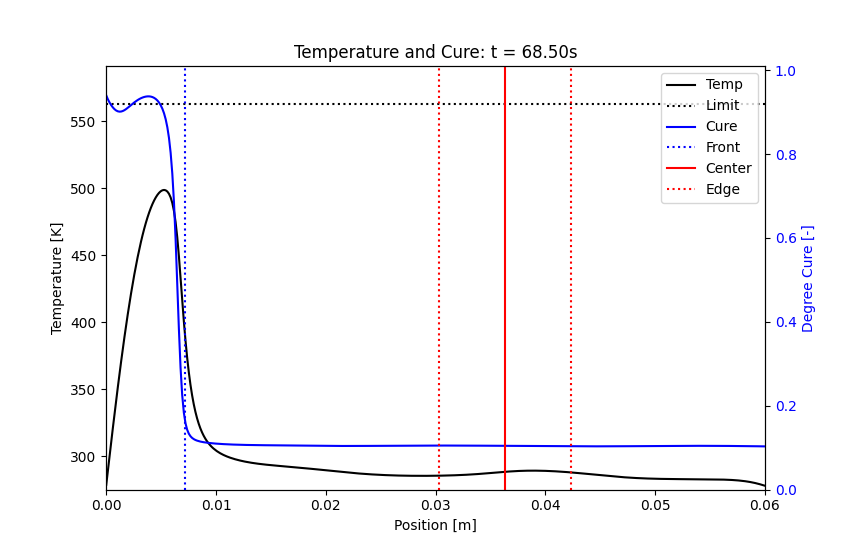 Temperature and Cure: t = 68.50s
Temperature [K]
550
500
450
400
350
300
Temp
Limit
Cure
Front
Center
Edge
1.0
0.8
0.6
0.4
0.2
0.0
Degree Cure [-]
0.00
0.01
0.02
0.03
0.04
0.05
0.06
Position [m]